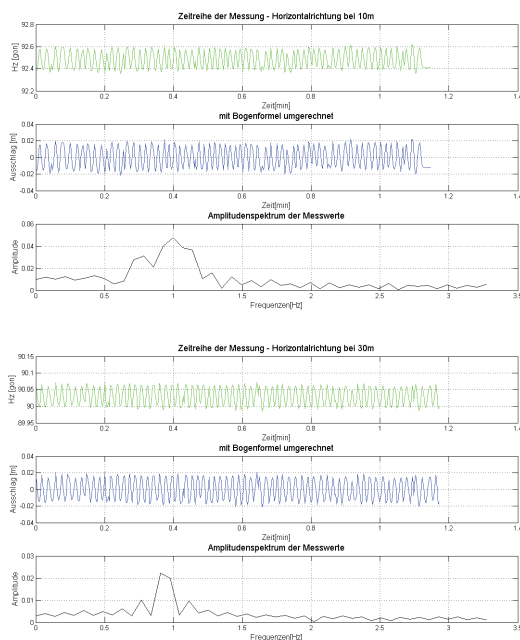 Zeitreihe der Messung - Horizontalrichtung bei 10m
92.8
92.6
92.4
92.2
Hz [gon]
0 0.2 0.4 0.6 0.8 1 1.2 1.4
Zeit[min]
mit Bogenformel umgerechnet
0.04
0.02
0
-0.02
-0.04
Ausschlag [m]
0 0.2 0.4 0.6 0.8 1 1.2 1.4
Zeit[min]
Amplitudenspektrum der Messwerte
0.06
0.04
0.02
0
Amplitude
0 0.5 1 1.5 2 2.5 3 3.5
Frequenzen[Hz]
Zeitreihe der Messung - Horizontalrichtung bei 30m
90.15
90.1
90.05
90
89.95
Hz [gon]
0 0.2 0.4 0.6 0.8 1 1.2 1.4
Zeit[min]
mit Bogenformel umgerechnet
0.04
0.02
0
-0.02
-0.04
Ausschlag [m]
0 0.2 0.4 0.6 0.8 1 1.2 1.4
Zeit[min]
Amplitudenspektrum der Messwerte
0.03
0.02
0.01
0
Amplitude
0 0.5 1 1.5 2 2.5 3 3.5
Frequenzen[Hz]